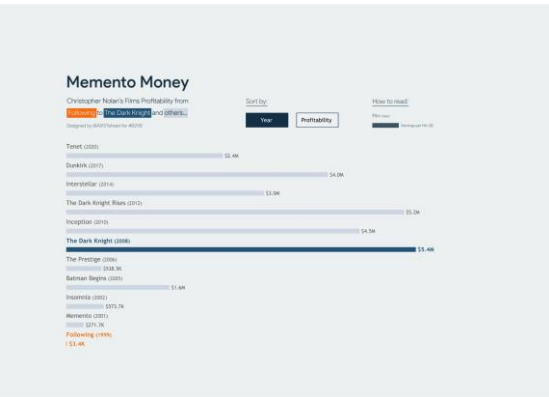 Memento Money
Christopher Nolan's Films Profitability from
Following to The Dark Knight and others...
Sort by:
Year
Profitability
How to read:
Tenet (2020)
$2.4M
Dunkirk (2017)
$4.0M
Interstellar (2014)
$3.0M
The Dark Knight Rises (2012)
$5.2M
Inception (2010)
$4.5M
The Dark Knight (2008)
$5.4M
The Prestige (2006)
$538.3K
Batman Begins (2005)
$1.6M
Insomnia (2002)
$573.7K
Memento (2001)
$271.7K
Following (1999)
$3.4K